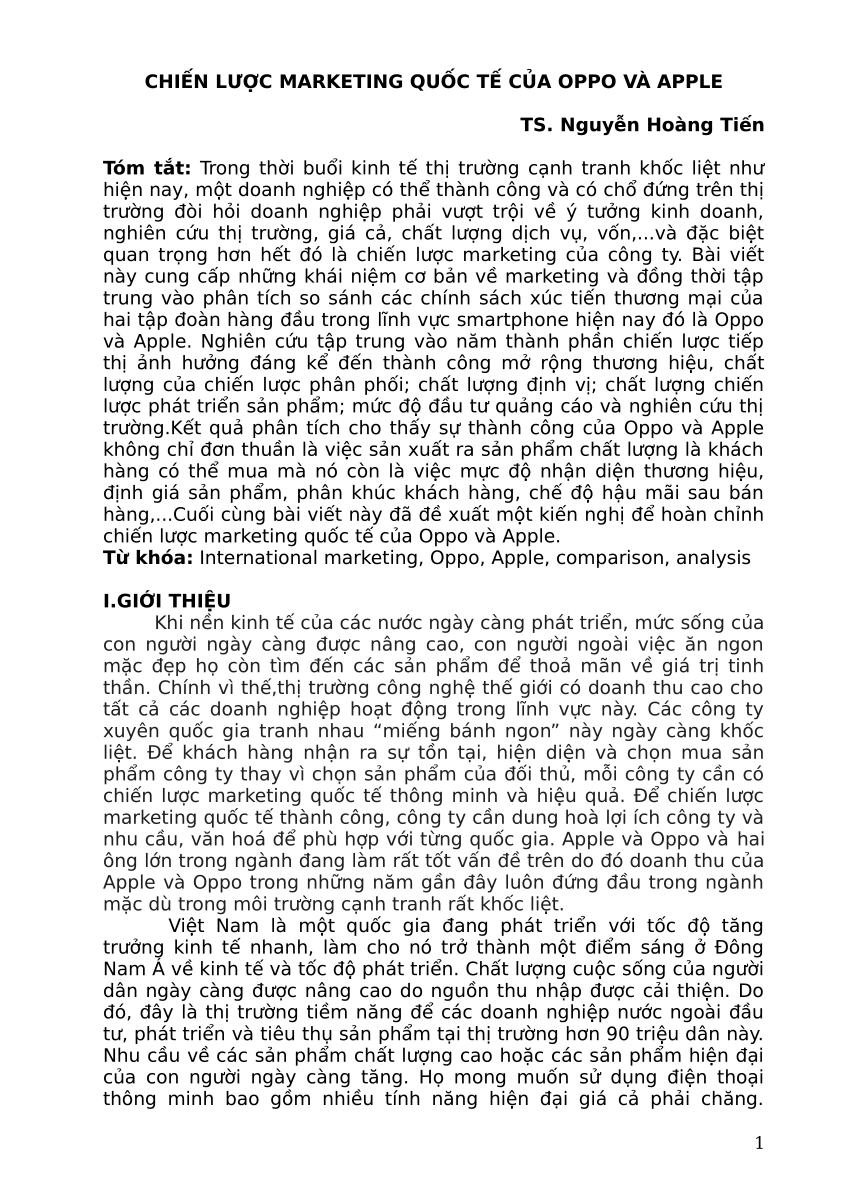 CHIẾN LƯỢC MARKETING QUỐC TẾ CỦA OPPO VÀ APPLE
TS. Nguyễn Hoàng Tiến
Tóm tắt: Trong thời buổi kinh tế thị trường cạnh tranh khốc liệt như
hiện nay, một doanh nghiệp có thể thành công và có chổ đứng trên thị
trường đòi hỏi doanh nghiệp phải vượt trội về ý tưởng kinh doanh,
nghiên cứu thị trường, giá cả, chất lượng dịch vụ, vốn,...và đặc biệt
quan trọng hơn hết đó là chiến lược marketing của công ty. Bài viết
này cung cấp những khái niệm cơ bản về marketing và đồng thời tập
trung vào phân tích so sánh các chính sách xúc tiến thương mại của
hai tập đoàn hàng đầu trong lĩnh vực smartphone hiện nay đó là Oppo
và Apple. Nghiên cứu tập trung vào năm thành phần chiến lược tiếp
thị ảnh hưởng đáng kể đến thành công mở rộng thương hiệu, chất
lượng của chiến lược phân phối; chất lượng định vị; chất lượng chiến
lược phát triển sản phẩm; mức độ đầu tư quảng cáo và nghiên cứu thị
trường.Kết quả phân tích cho thấy sự thành công của Oppo và Apple
không chỉ đơn thuần là việc sản xuất ra sản phẩm chất lượng là khách
hàng có thể mua mà nó còn là việc mực độ nhận diện thương hiệu,
định giá sản phẩm, phân khúc khách hàng, chế độ hậu mãi sau bán
hàng,...Cuối cùng bài viết này đã đề xuất một kiến nghị để hoàn chỉnh
chiến lược marketing quốc tế của Oppo và Apple.
Từ khóa: International marketing, Oppo, Apple, comparison, analysis
I.GIỚI THIỆU
Khi nền kinh tế của các nước ngày càng phát triển, mức sống của
con người ngày càng được nâng cao, con người ngoài việc ăn ngon
mặc đẹp họ còn tìm đến các sản phẩm để thoả mãn về giá trị tinh
thần. Chính vì thế,thị trường công nghệ thế giới có doanh thu cao cho
tất cả các doanh nghiệp hoạt động trong lĩnh vực này. Các công ty
xuyên quốc gia tranh nhau “miếng bánh ngon” này ngày càng khốc
liệt. Để khách hàng nhận ra sự tồn tại, hiện diện và chọn mua sản
phẩm công ty thay vì chọn sản phẩm của đối thủ, mỗi công ty cần có
chiến lược marketing quốc tế thông minh và hiệu quả. Để chiến lược
marketing quốc tế thành công, công ty cần dung hoà lợi ích công ty và
nhu cầu, văn hoá để phù hợp với từng quốc gia. Apple và Oppo và hai
ông lớn trong ngành đang làm rất tốt vấn đề trên do đó doanh thu của
Apple và Oppo trong những năm gần đây luôn đứng đầu trong ngành
mặc dù trong môi trường cạnh tranh rất khốc liệt.
Việt Nam là một quốc gia đang phát triển với tốc độ tăng
trưởng kinh tế nhanh, làm cho nó trở thành một điểm sáng ở Đông
Nam Á về kinh tế và tốc độ phát triển. Chất lượng cuộc sống của người
dân ngày càng được nâng cao do nguồn thu nhập được cải thiện. Do
đó, đây là thị trường tiềm năng để các doanh nghiệp nước ngoài đầu
tư, phát triển và tiêu thụ sản phẩm tại thị trường hơn 90 triệu dân này.
Nhu cầu về các sản phẩm chất lượng cao hoặc các sản phẩm hiện đại
của con người ngày càng tăng. Họ mong muốn sử dụng điện thoại
thông minh bao gồm nhiều tính năng hiện đại giá cả phải chăng.
1